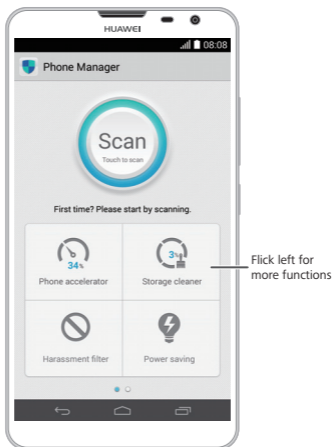 HUAWEI
08:08
Phone Manager
Scan
Touch to scan
First time? Please start by scanning.
34%
3%
Phone accelerator
Storage cleaner
Flick left for
more functions
Harassment filter
Power saving